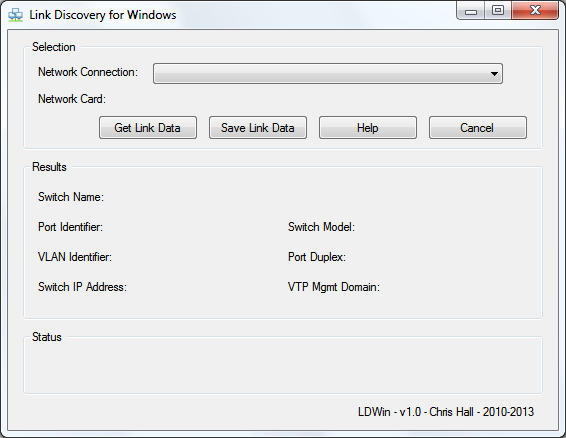 Link Discovery for Windows
Selection
Network Connection:
Network Card:
Get Link Data Save Link Data Help Cancel
Results
Switch Name:
Port Identifier: Switch Model:
VLAN Identifier: Port Duplex:
Switch IP Address: VTP Mgmt Domain:
Status
LDWin - v1.0 - Chris Hall - 2010-2013